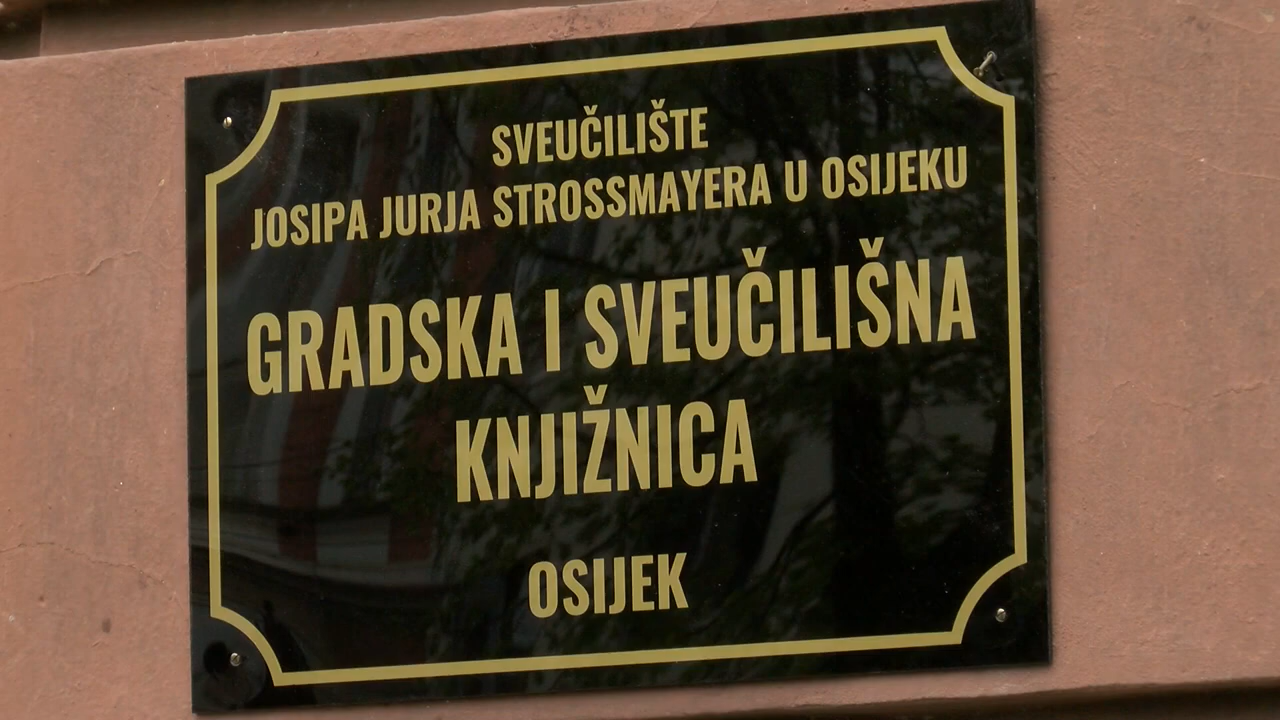 SVEUČILIŠTE
JOSIPA JURJA STROSSMAYERA U OSIJEKU
GRADSKA I SVEUČILIŠNA
KNJIŽNICA
OSIJEK